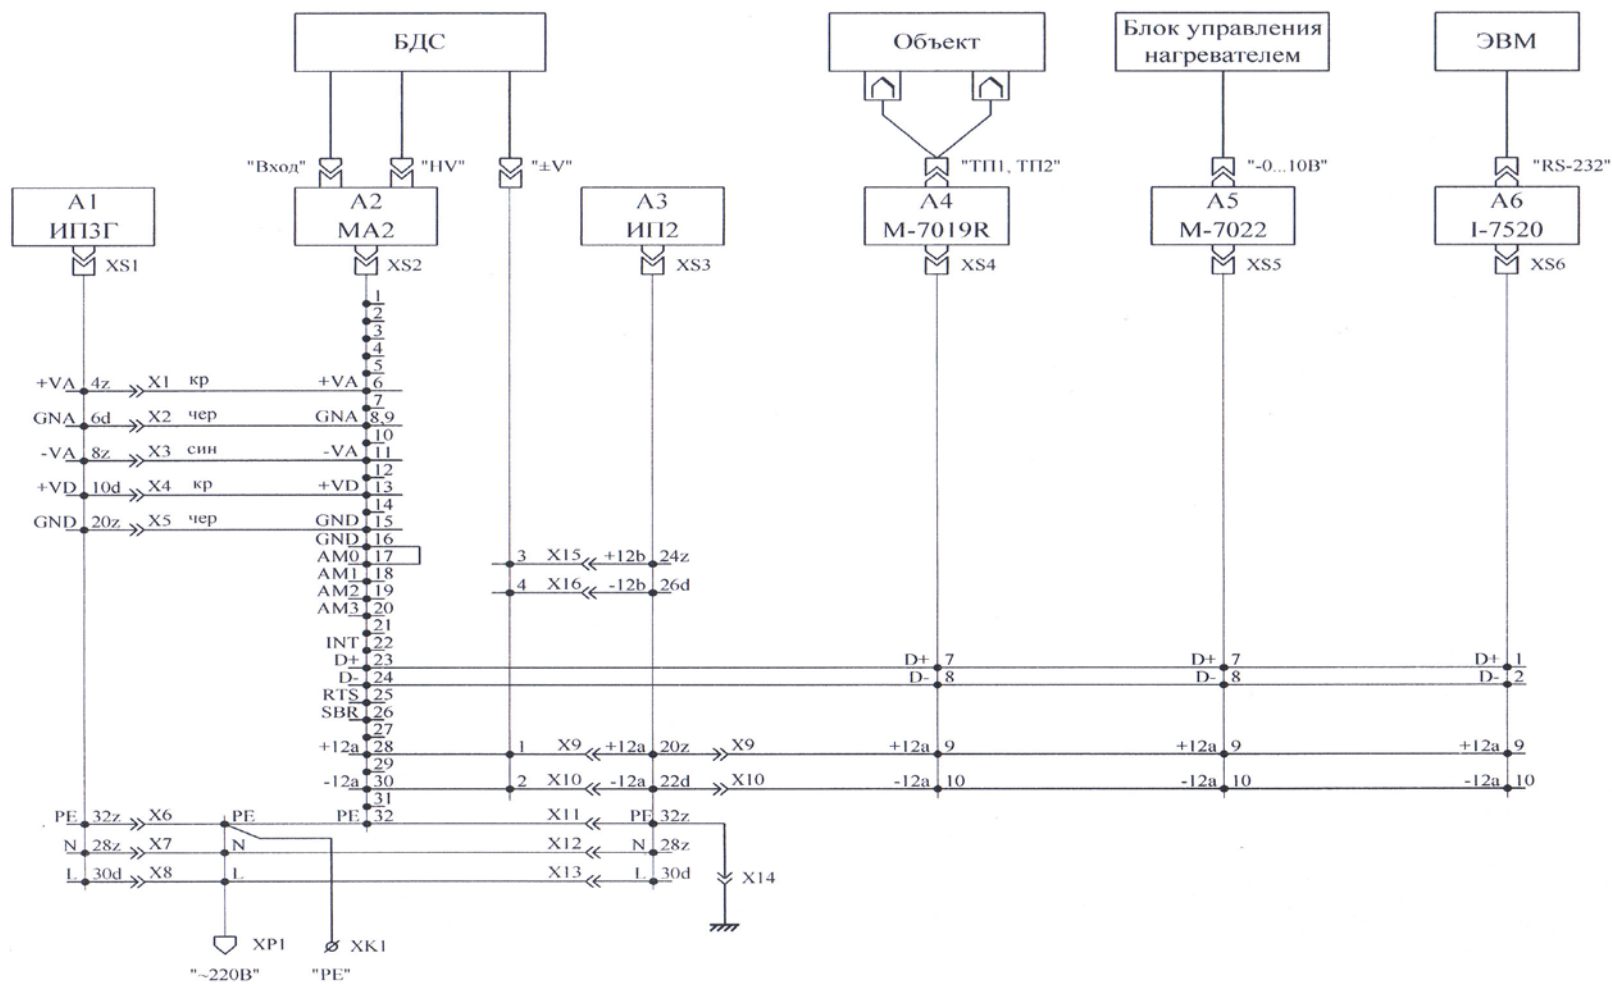 БДС
Объект
Блок управления
нагревателем
ЭВМ
"Вход" "HV" "±V" "ТП1, ТП2" "-0...10В" "RS-232"
А1
ИП3Г
А2
МА2
А3
ИП2
А4
М-7019R
А5
М-7022
А6
I-7520
XS1 XS2 XS3 XS4 XS5 XS6
1
2
3
4
5
+VA 4z X1 кр +VA 6
7
GNA 6d X2 чер GNA 8,9
10
-VA 8z X3 син -VA 11
12
+VD 10d X4 кр +VD 13
14
GND 20z X5 чер GND 15
GND 16
AM0 17 3 X15 +12b 24z
AM1 18
AM2 19 4 X16 -12b 26d
AM3 20
21
INT 22
D+ 23 D+ 7 D+ 7 D+ 1
D- 24 D- 8 D- 8 D- 2
RTS 25
SBR 26
27
+12a 28 1 X9 +12a 20z X9 +12a 9 +12a 9 +12a 9
29
-12a 30 2 X10 -12a 22d X10 -12a 10 -12a 10 -12a 10
31
PE 32z X6 PE PE 32 X11 PE 32z
N 28z X7 N X12 N 28z
L 30d X8 L X13 L 30d X14
XP1 XK1
"~220В" "PE"